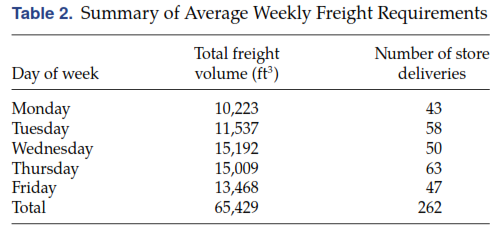 Table 2. Summary of Average Weekly Freight Requirements
Total freight Number of store
Day of week volume (ft³) deliveries
Monday 10,223 43
Tuesday 11,537 58
Wednesday 15,192 50
Thursday 15,009 63
Friday 13,468 47
Total 65,429 262